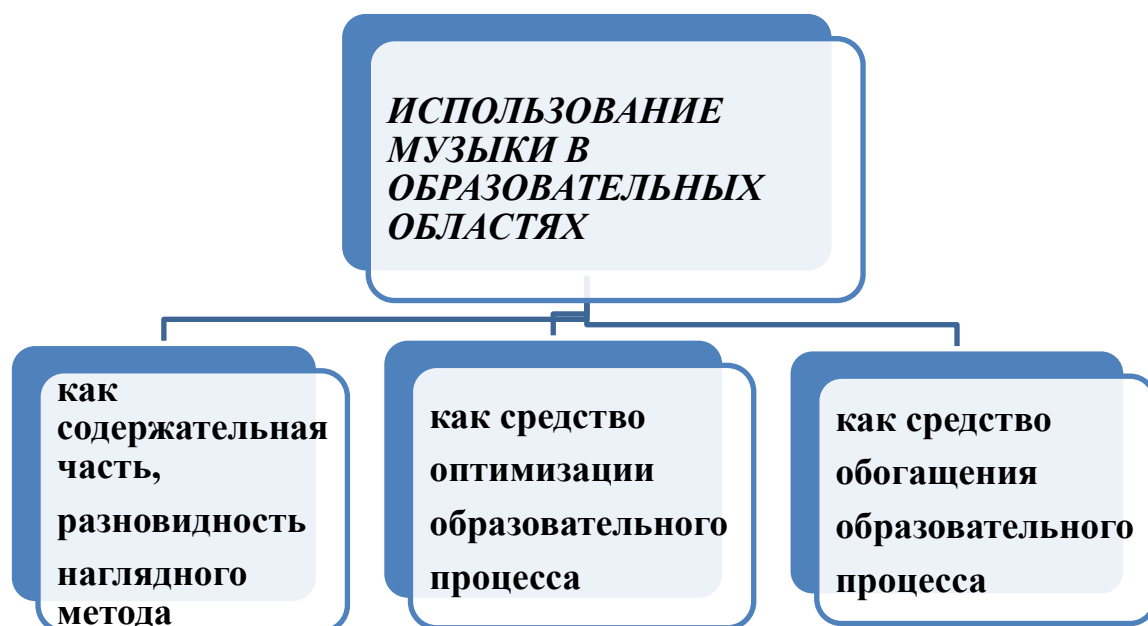 ИСПОЛЬЗОВАНИЕ
МУЗЫКИ В
ОБРАЗОВАТЕЛЬНЫХ
ОБЛАСТЯХ
как
содержательная
часть,
разновидность
наглядного
метода
как средство
оптимизации
образовательного
процесса
как средство
обогащения
образовательного
процесса